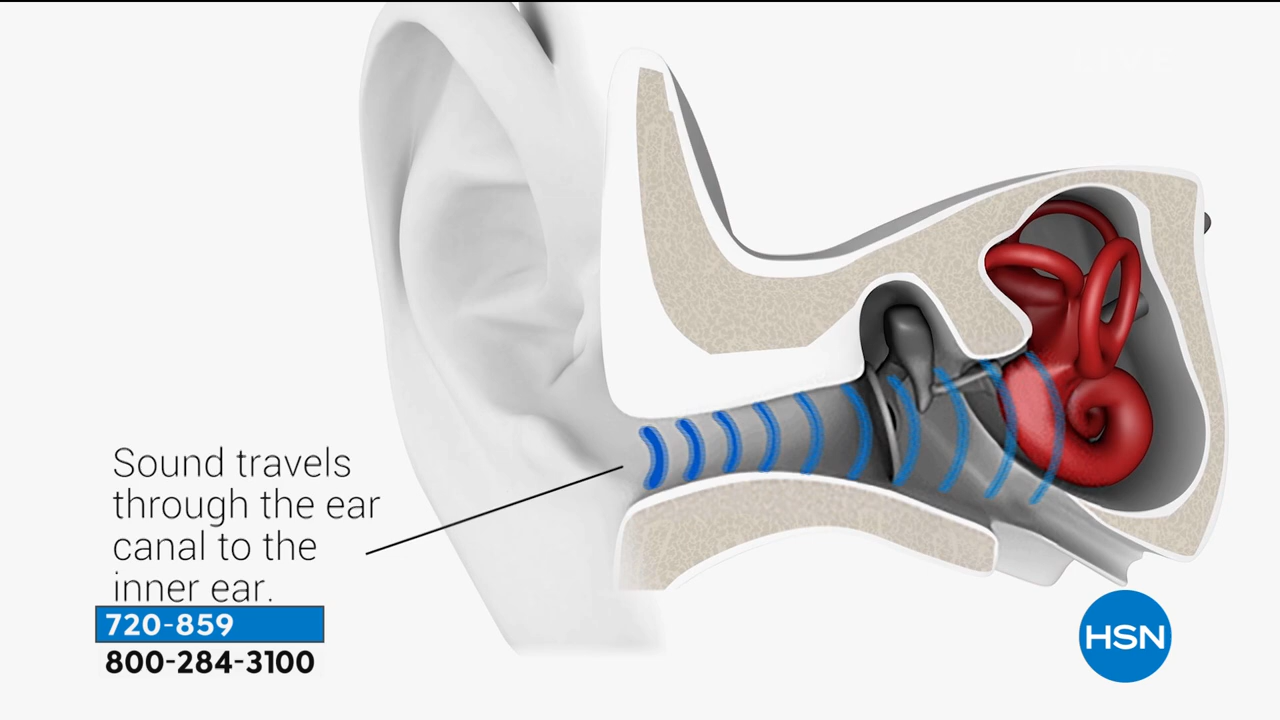 Sound travels
through the ear
canal to the
inner ear.
720-859
800-284-3100
HSN